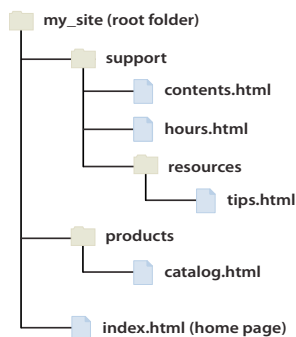 my_site (root folder)
support
contents.html
hours.html
resources
tips.html
products
catalog.html
index.html (home page)